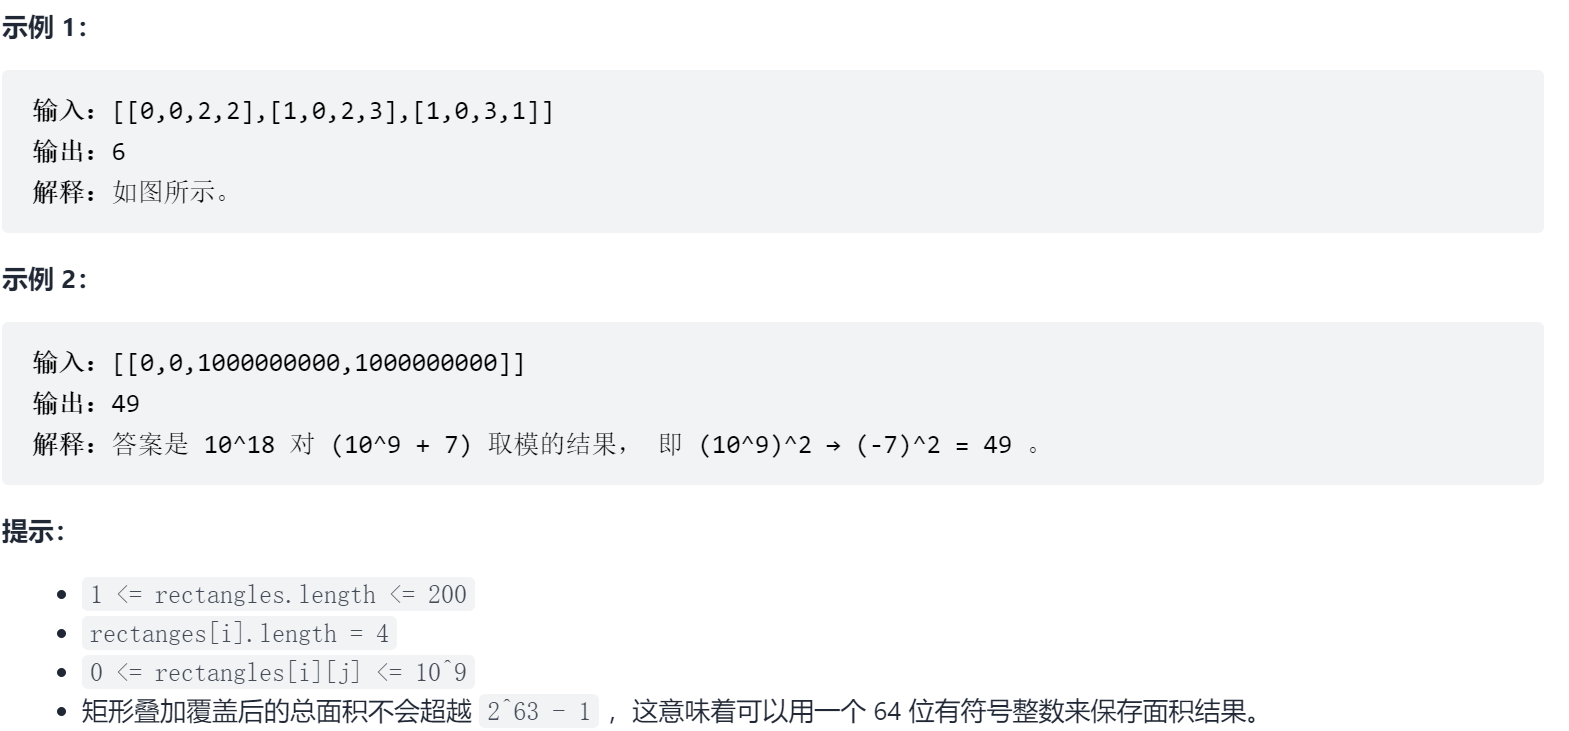 示例 1：
输入：[[0,0,2,2],[1,0,2,3],[1,0,3,1]]
输出：6
解释：如图所示。
示例 2：
输入：[[0,0,1000000000,1000000000]]
输出：49
解释：答案是 10^18 对 (10^9 + 7) 取模的结果， 即 (10^9)^2 → (-7)^2 = 49 。
提示：
• 1 <= rectangles.length <= 200
• rectanges[i].length = 4
• 0 <= rectangles[i][j] <= 10^9
• 矩形叠加覆盖后的总面积不会超越 2^63 - 1 ，这意味着可以用一个 64 位有符号整数来保存面积结果。